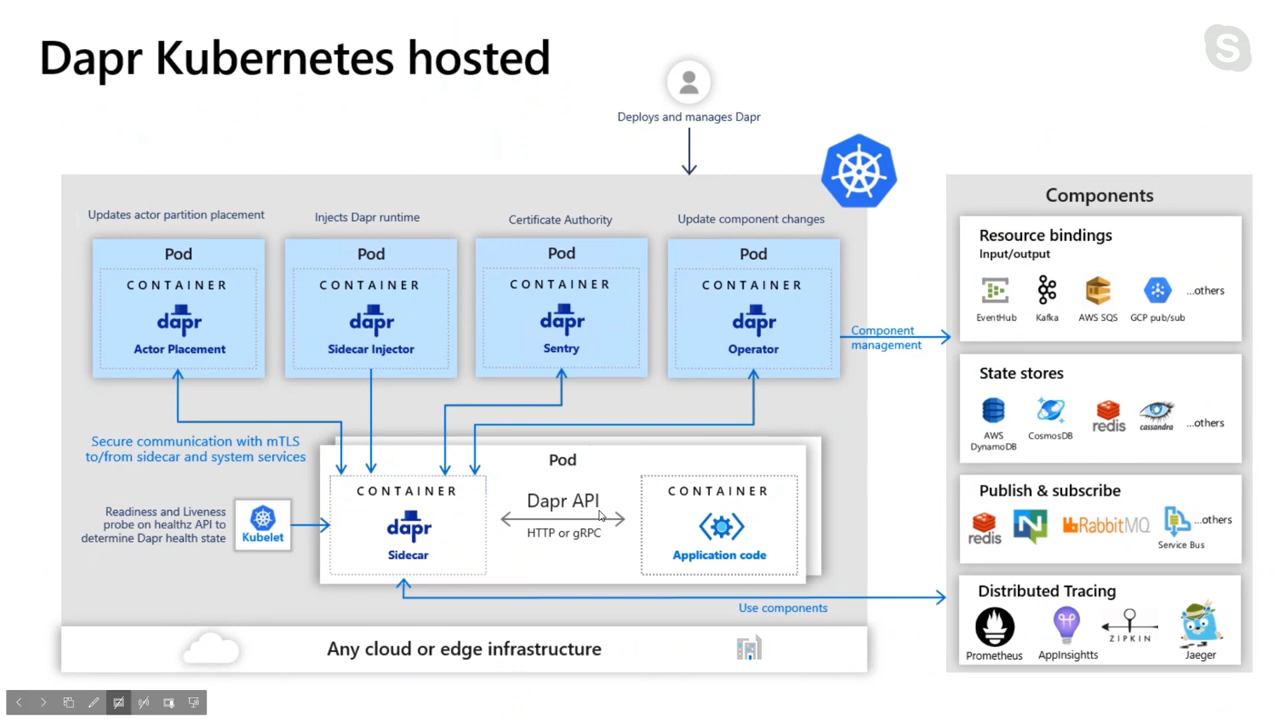 Dapr Kubernetes hosted
Deploys and manages Dapr
Updates actor partition placement
Injects Dapr runtime
Certificate Authority
Update component changes
Pod
CONTAINER
dapr
Actor Placement
Pod
CONTAINER
dapr
Sidecar Injector
Pod
CONTAINER
dapr
Sentry
Pod
CONTAINER
dapr
Operator
Component
management
Secure communication with mTLS
to/from sidecar and system services
Readiness and Liveness
probe on healthz API to
determine Dapr health state
Kubelet
Pod
CONTAINER
dapr
Sidecar
Dapr API
HTTP or gRPC
CONTAINER
Application code
Use components
Any cloud or edge infrastructure
Components
Resource bindings
Input/output
EventHub
Kafka
AWS SQS
GCP pub/sub
...others
State stores
AWS
DynamoDB
CosmosDB
redis
cassandra
...others
Publish & subscribe
redis
N
RabbitMQ
Service Bus
...others
Distributed Tracing
Prometheus
AppInsightts
ZIPKIN
Jaeger
S